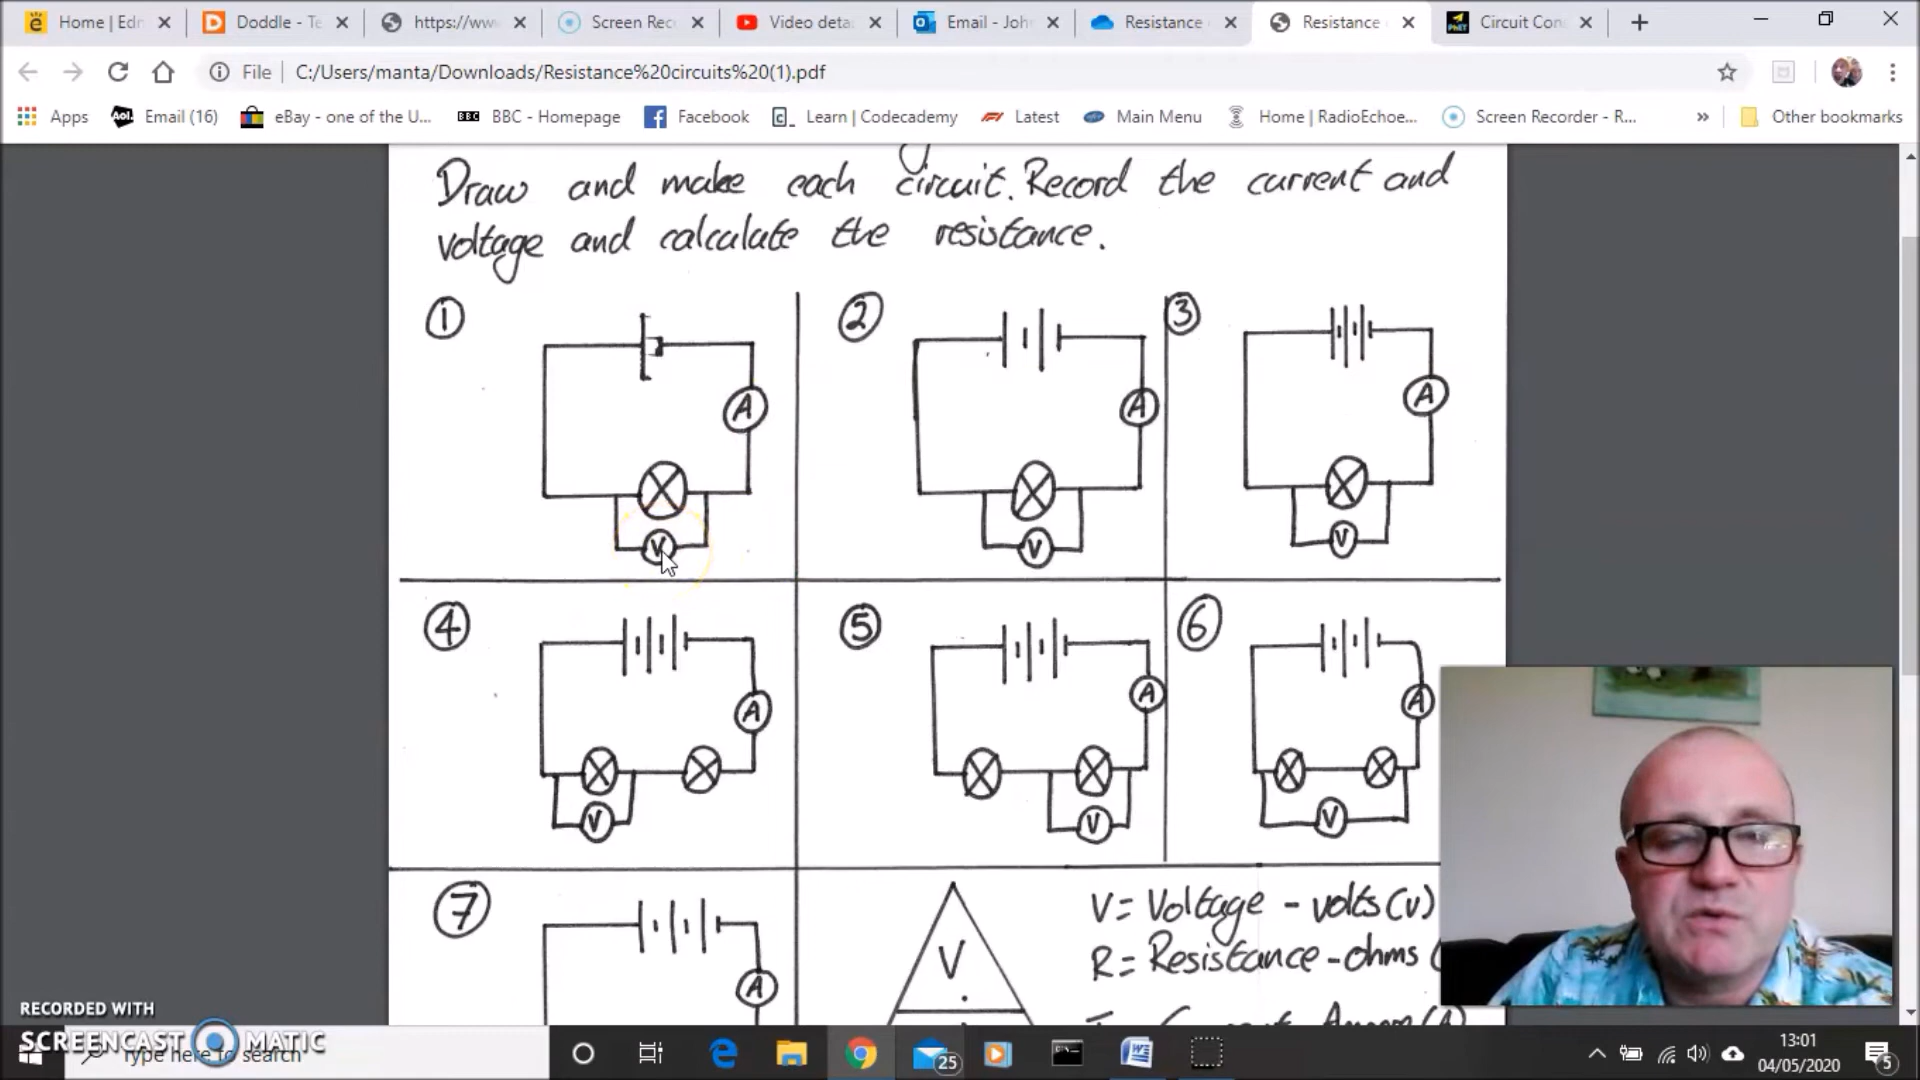 Home | Edm
Doddle - Te
https://www
Screen Rec
Video deta
Email - John
Resistance
Resistance
Circuit Con
File
C:/Users/manta/Downloads/Resistance%20circuits%20(1).pdf
Apps
Aol.
Email (16)
eBay - one of the U...
BBC
BBC - Homepage
Facebook
Learn | Codecademy
Latest
Main Menu
Home | RadioEchoe...
Screen Recorder - R...
Other bookmarks
Draw and make each circuit. Record the current and
voltage and calculate the resistance.
1
A
V
2
A
V
3
A
V
4
A
V
5
A
V
6
A
V
7
A
V
V = Voltage - volts (v)
R = Resistance - ohms (
RECORDED WITH
SCREENCAST MATIC
Type here to search
25
13:01
04/05/2020
5